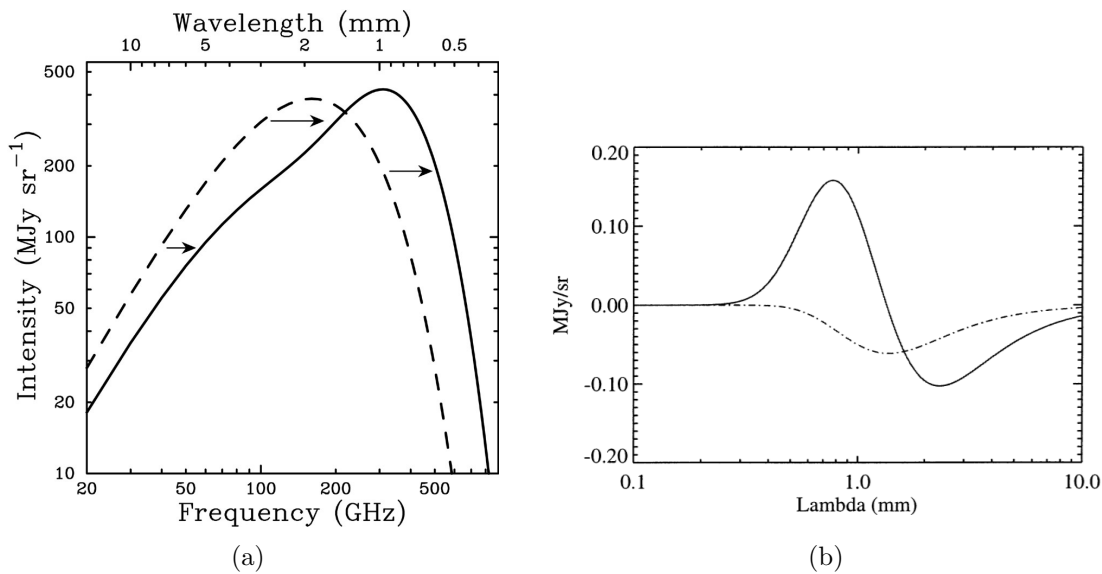 Wavelength (mm)
10 5 2 1 0.5
Intensity (MJy sr⁻¹)
500
200
100
50
20
10
20 50 100 200 500
Frequency (GHz)
(a)
MJy/sr
0.20
0.10
0.00
-0.10
-0.20
0.1 1.0 10.0
Lambda (mm)
(b)